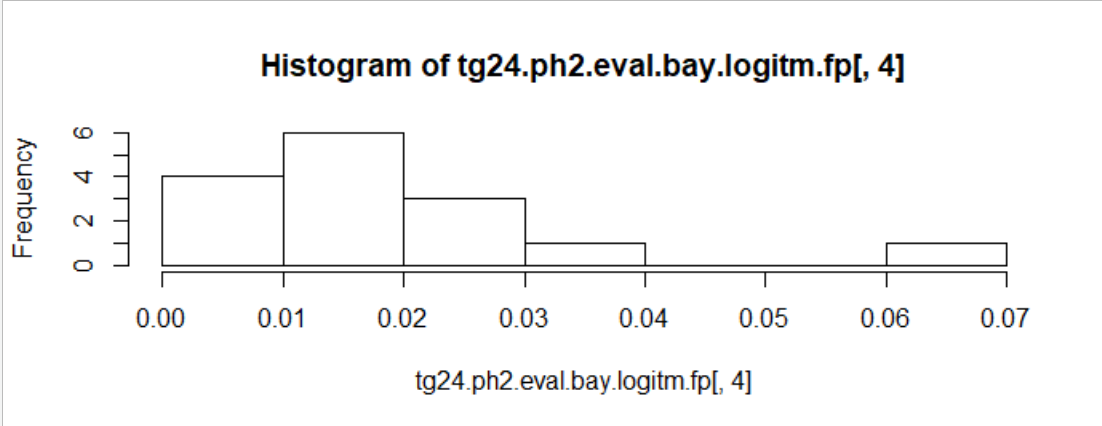 Histogram of tg24.ph2.eval.bay.logitm.fp[, 4]
Frequency
6
4
2
0
0.00 0.01 0.02 0.03 0.04 0.05 0.06 0.07
tg24.ph2.eval.bay.logitm.fp[, 4]